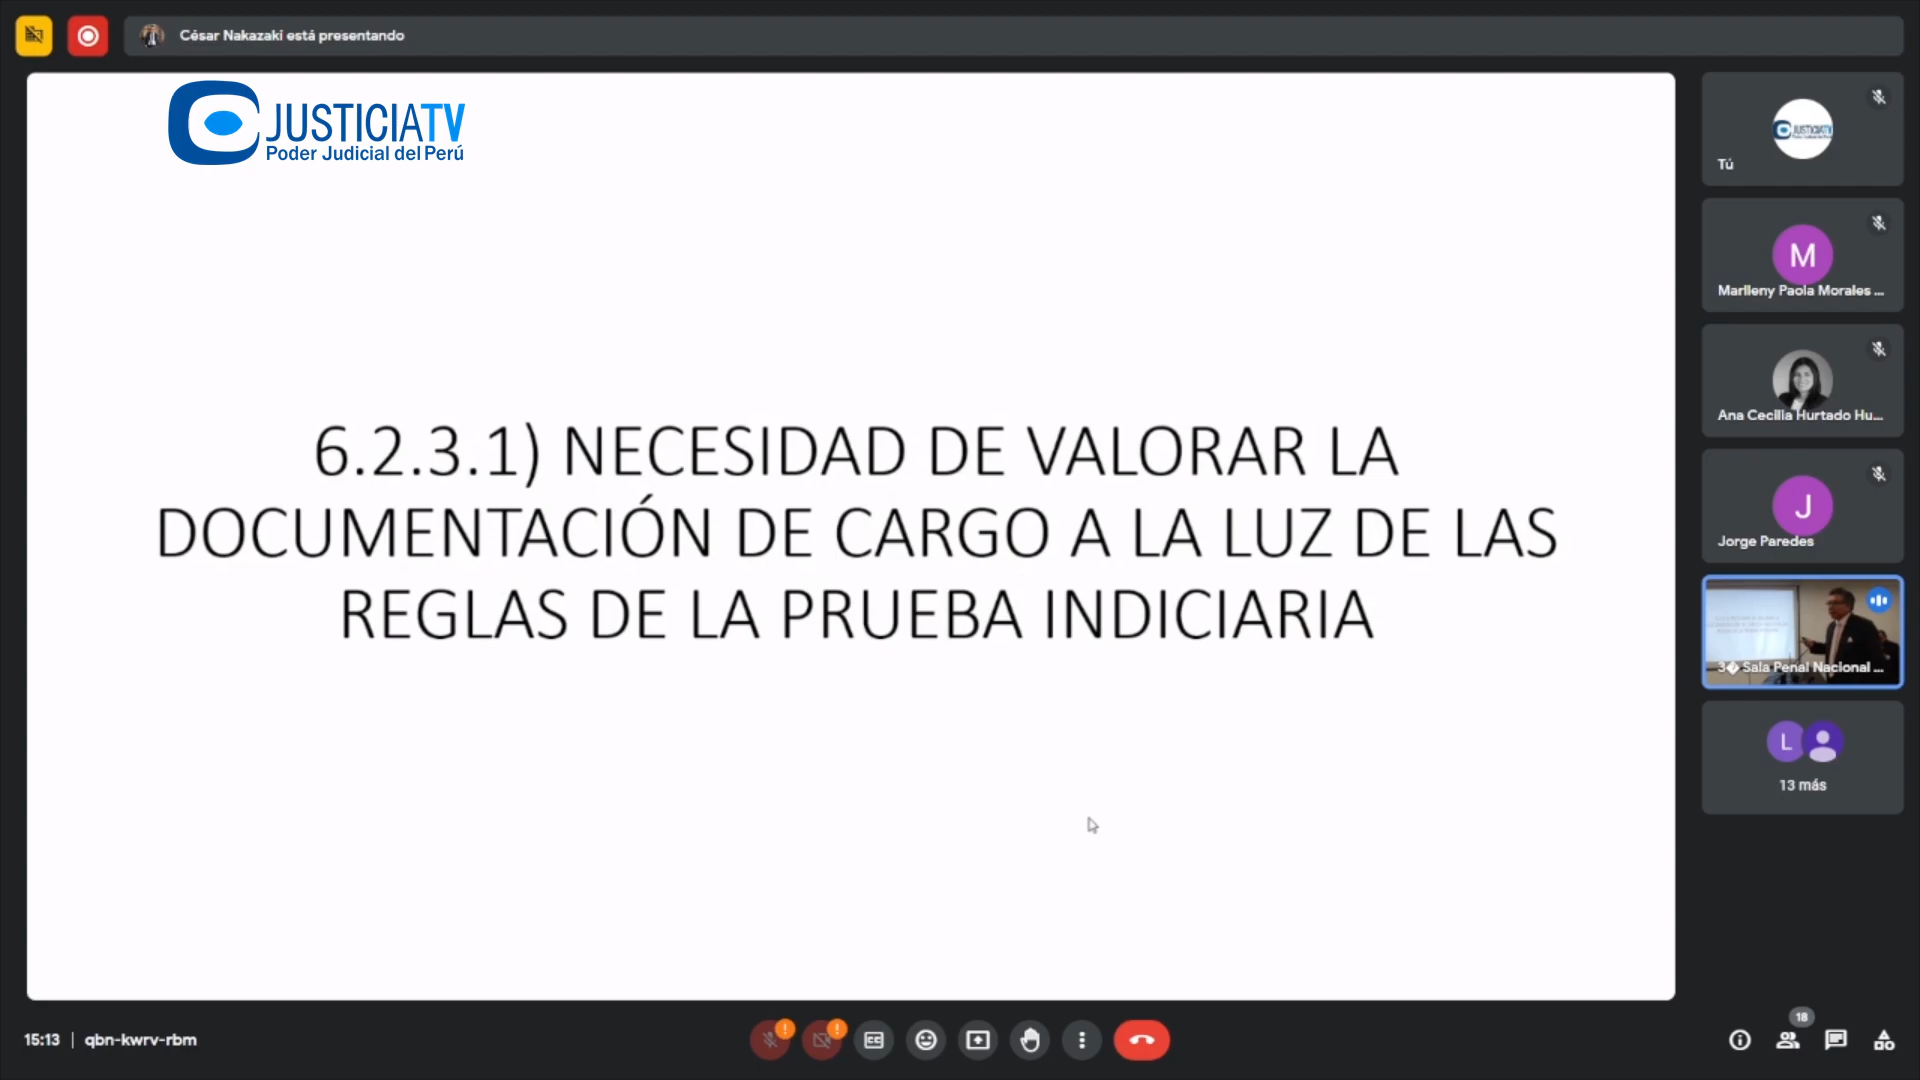 César Nakazaki está presentando
JUSTICIATV
Poder Judicial del Perú
6.2.3.1) NECESIDAD DE VALORAR LA
DOCUMENTACIÓN DE CARGO A LA LUZ DE LAS
REGLAS DE LA PRUEBA INDICIARIA
Tú
M
Marlleny Paola Morales ...
Ana Cecilia Hurtado Hu...
J
Jorge Paredes
3� Sala Penal Nacional ...
L
13 más
15:13 | qbn-kwrv-rbm
18